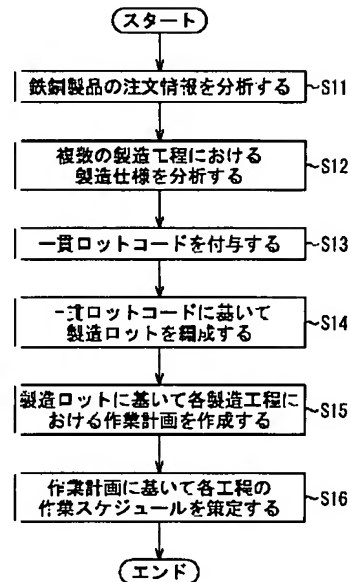 スタート
鉄鋼製品の注文情報を分析する
S11
複数の製造工程における
製造仕様を分析する
S12
一貫ロットコードを付与する
S13
一貫ロットコードに基いて
製造ロットを編成する
S14
製造ロットに基いて各製造工程に
おける作業計画を作成する
S15
作業計画に基いて各工程の
作業スケジュールを策定する
S16
エンド